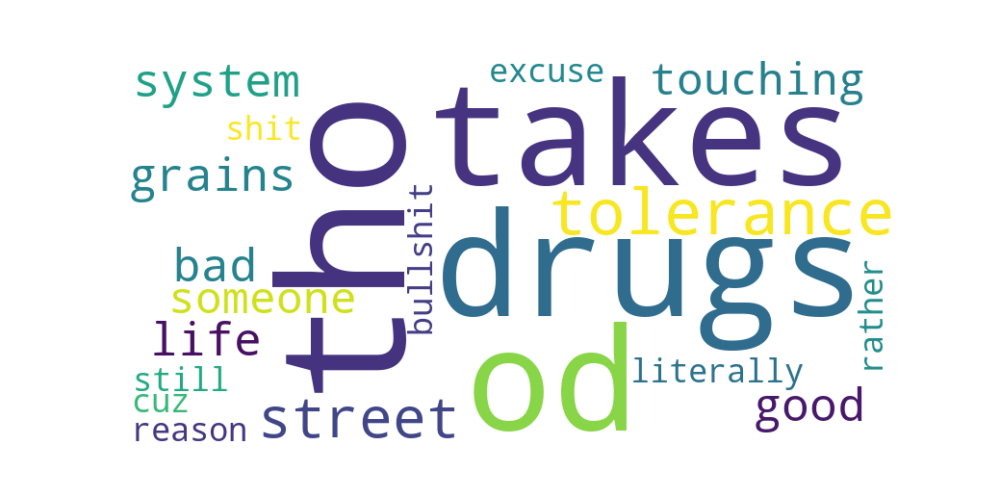 excuse
system
touching
takes
shit
tho
grains
bullshit
tolerance
drugs
bad
someone
rather
life
still
literally
od
cuz
good
reason
street